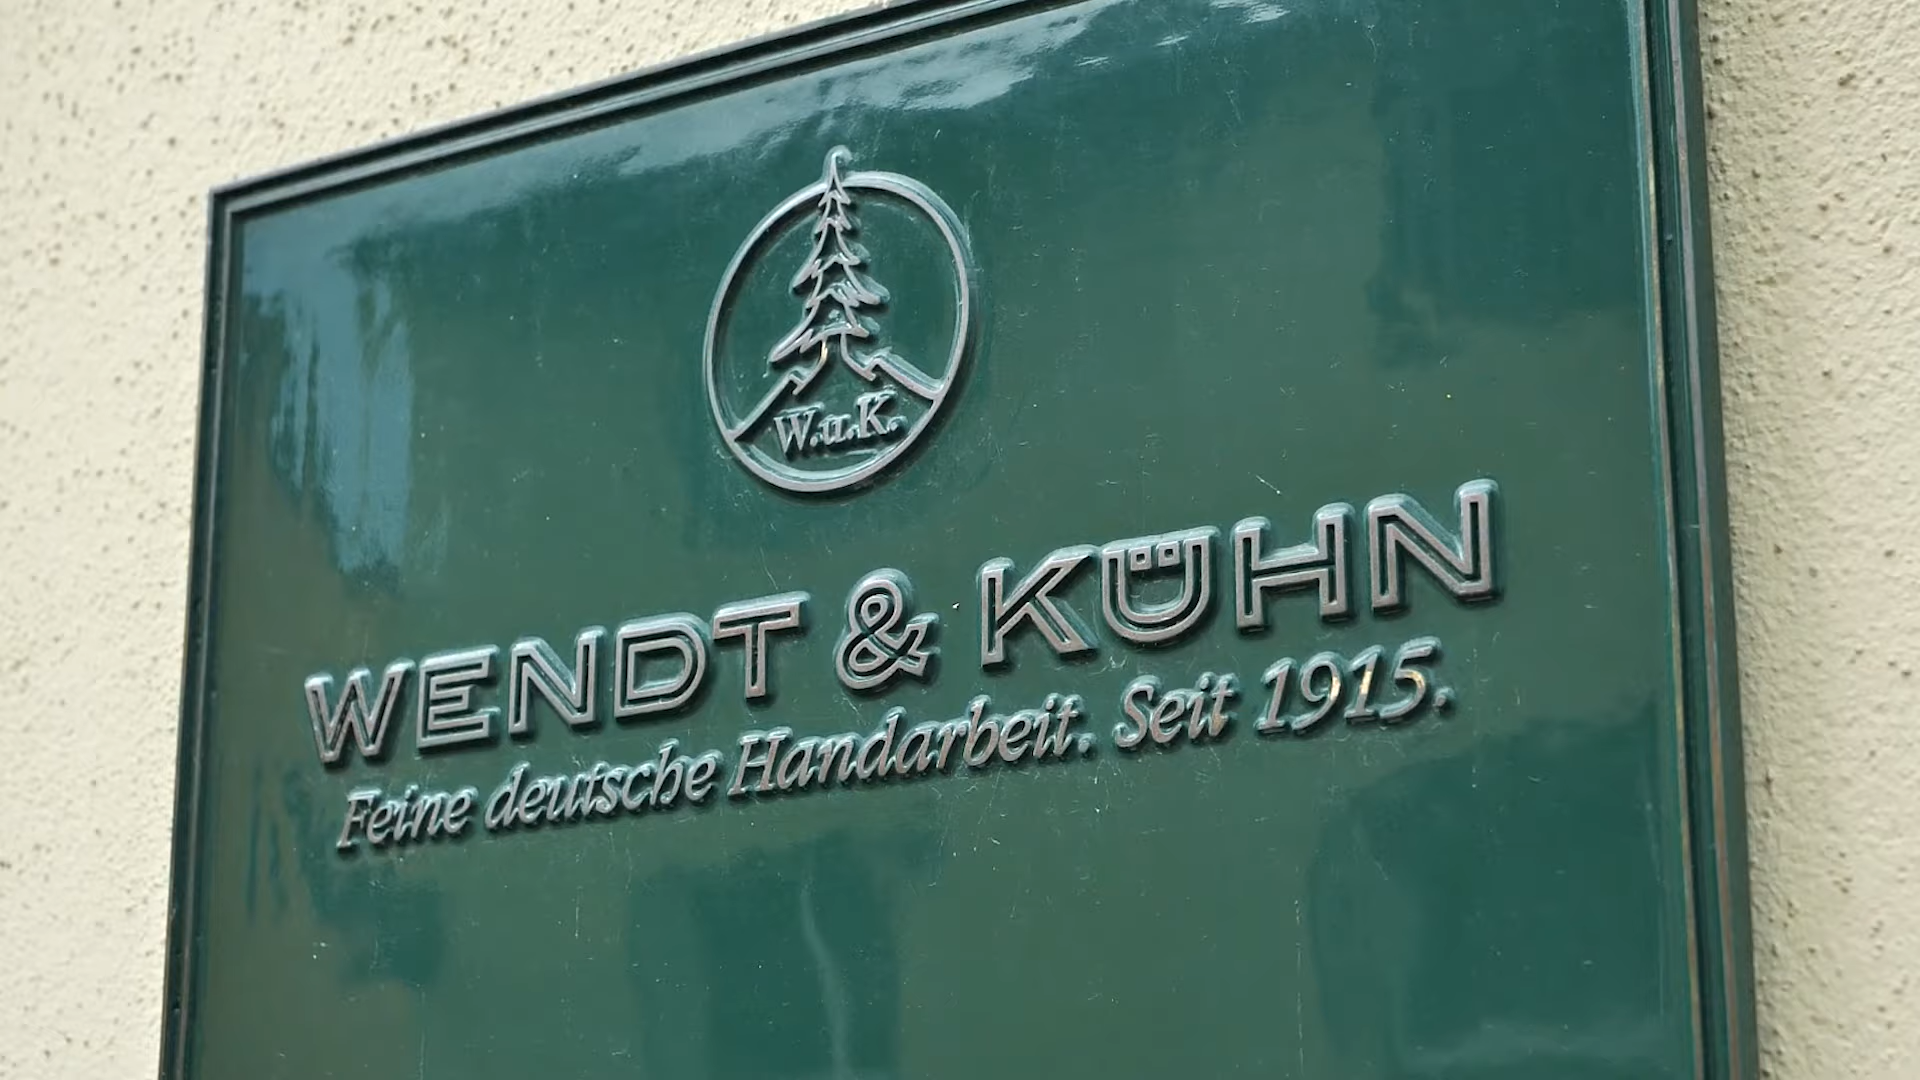 W.u.K.
WENDT & KÜHN
Feine deutsche Handarbeit. Seit 1915.